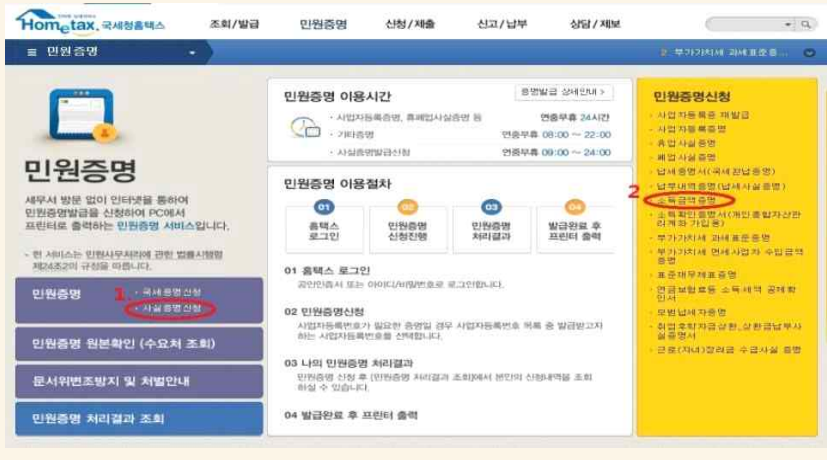 Hometax. 국세청홈택스
조회/발급
민원증명
신청/제출
신고/납부
상담/제보
민원증명
부가가치세 과세표준증...
민원증명
세무서 방문 없이 인터넷을 통하여
민원증명발급을 신청하여 PC에서
프린터로 출력하는 민원증명 서비스입니다.
- 현 서비스는 민원사무처리에 관한 법률시행령
제24조2의 규정을 따릅니다.
민원증명
1.
· 국세증명신청
· 사실증명신청
민원증명 원본확인 (수요처 조회)
문서위변조방지 및 처벌안내
민원증명 처리결과 조회
민원증명 이용시간
증명발급 상세안내 >
· 사업자등록증명, 휴폐업사실증명 등 연중무휴 24시간
· 기타증명 연중무휴 08:00 ~ 22:00
· 사실증명발급신청 연중무휴 09:00 ~ 24:00
민원증명 이용절차
01
홈택스
로그인
02
민원증명
신청진행
03
민원증명
처리결과
04
발급완료 후
프린터 출력
01 홈택스 로그인
공인인증서 또는 아이디/비밀번호로 로그인합니다.
02 민원증명신청
사업자등록번호가 필요한 증명일 경우 사업자등록번호 목록 중 발급받고자
하는 사업자등록번호를 선택합니다.
03 나의 민원증명 처리결과
민원증명 신청 후 [민원증명 처리결과 조회]에서 본인의 신청내역을 조회
하실 수 있습니다.
04 발급완료 후 프린터 출력
민원증명신청
· 사업자등록증 재발급
· 사업자등록증명
· 휴업사실증명
· 폐업사실증명
· 납세증명서(국세완납증명)
· 납부내역증명(납세사실증명)
2
· 소득금액증명
· 소득확인증명서(개인종합자산관
리계좌 가입용)
· 부가가치세 과세표준증명
· 부가가치세 면세사업자 수입금액
증명
· 표준재무제표증명
· 연금보험료등 소득세액 공제확
인서
· 모범납세자증명
· 취업후학자금상환_상환금납부사
실증명서
· 근로(자녀)장려금 수급사실 증명